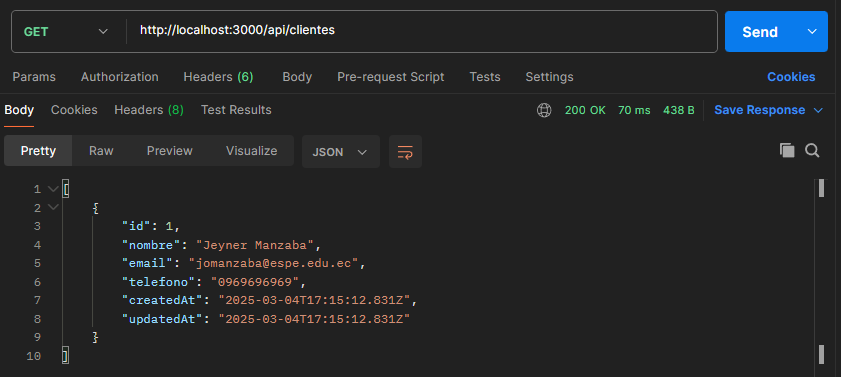 GET http://localhost:3000/api/clientes Send
Params Authorization Headers (6) Body Pre-request Script Tests Settings Cookies
Body Cookies Headers (8) Test Results 200 OK 70 ms 438 B Save Response
Pretty Raw Preview Visualize JSON
1 [
2 {
3 "id": 1,
4 "nombre": "Jeyner Manzaba",
5 "email": "jomanzaba@espe.edu.ec",
6 "telefono": "0969696969",
7 "createdAt": "2025-03-04T17:15:12.831Z",
8 "updatedAt": "2025-03-04T17:15:12.831Z"
9 }
10 ]